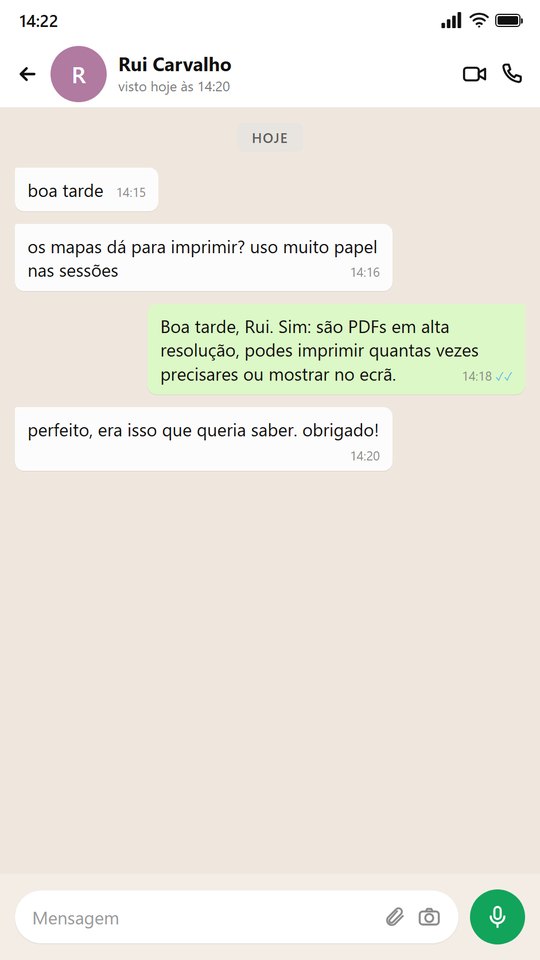 14:22
R
Rui Carvalho
visto hoje às 14:20
HOJE
boa tarde 14:15
os mapas dá para imprimir? uso muito papel
nas sessões 14:16
Boa tarde, Rui. Sim: são PDFs em alta
resolução, podes imprimir quantas vezes
precisares ou mostrar no ecrã. 14:18
perfeito, era isso que queria saber. obrigado!
14:20
Mensagem